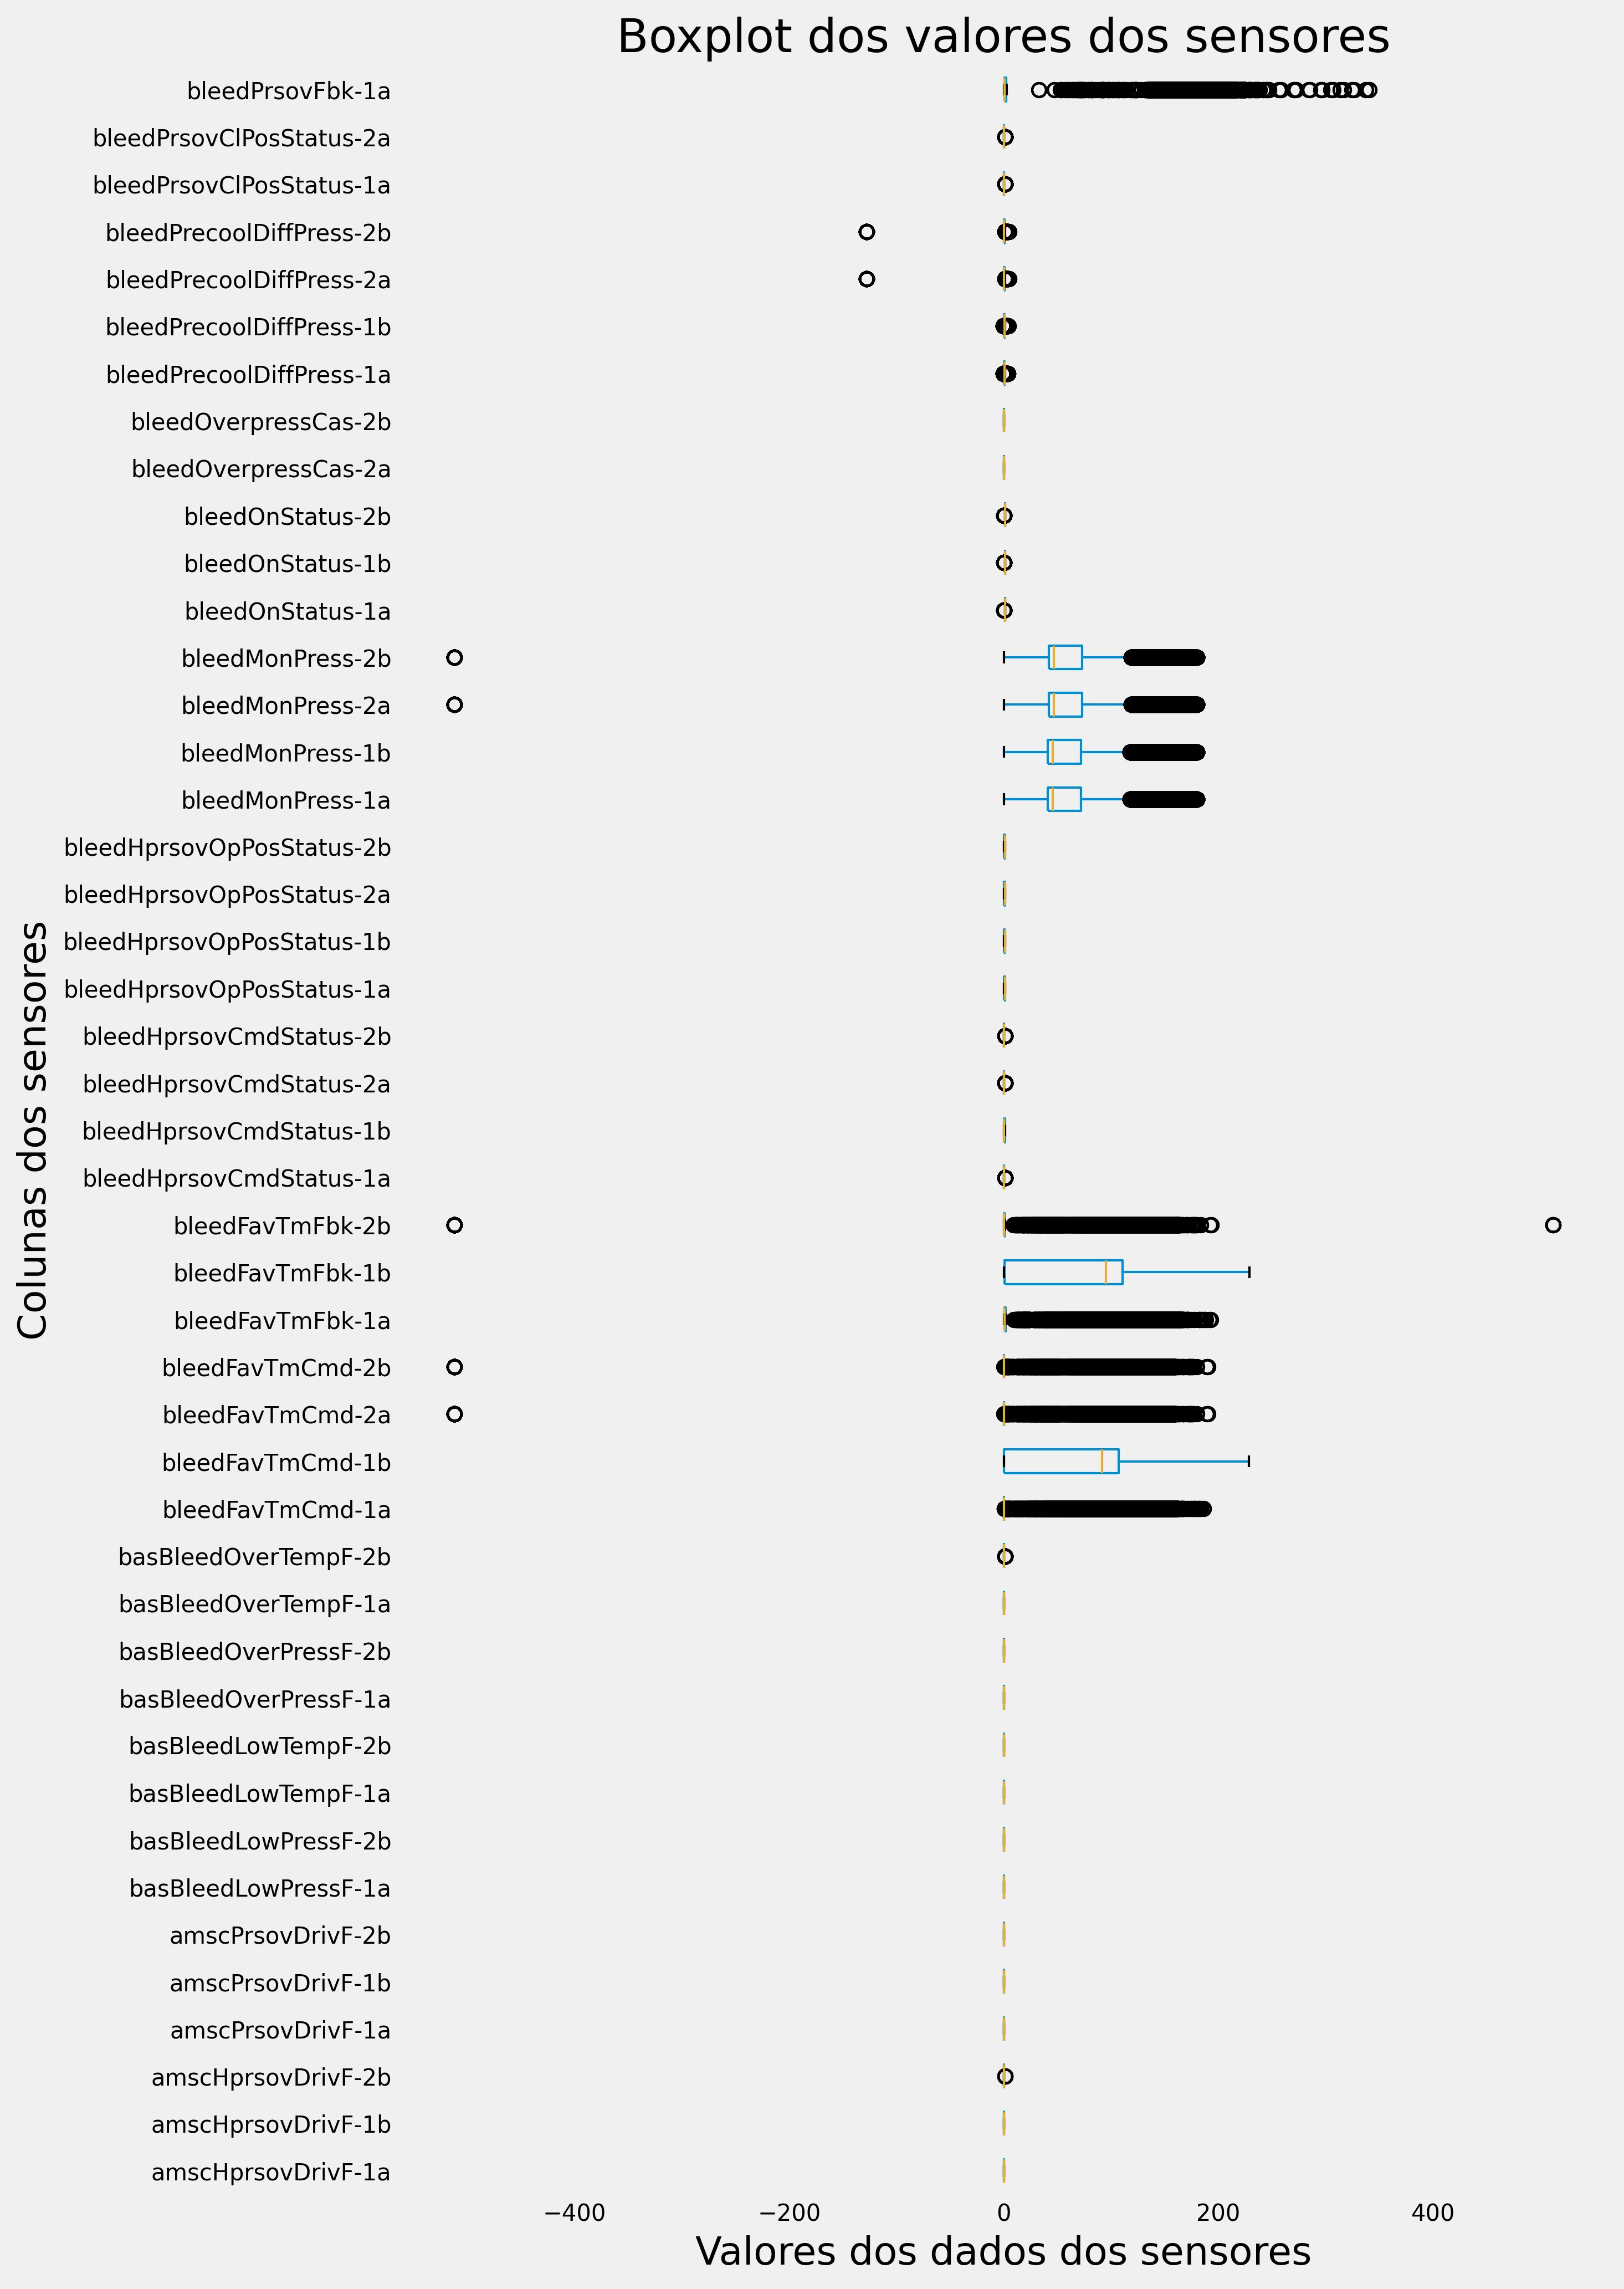 Boxplot dos valores dos sensores
bleedPrsovFbk-1a
bleedPrsovClPosStatus-2a
bleedPrsovClPosStatus-1a
bleedPrecoolDiffPress-2b
bleedPrecoolDiffPress-2a
bleedPrecoolDiffPress-1b
bleedPrecoolDiffPress-1a
bleedOverpressCas-2b
bleedOverpressCas-2a
bleedOnStatus-2b
bleedOnStatus-1b
bleedOnStatus-1a
bleedMonPress-2b
bleedMonPress-2a
bleedMonPress-1b
bleedMonPress-1a
bleedHprsovOpPosStatus-2b
bleedHprsovOpPosStatus-2a
bleedHprsovOpPosStatus-1b
bleedHprsovOpPosStatus-1a
bleedHprsovCmdStatus-2b
bleedHprsovCmdStatus-2a
bleedHprsovCmdStatus-1b
bleedHprsovCmdStatus-1a
bleedFavTmFbk-2b
bleedFavTmFbk-1b
bleedFavTmFbk-1a
bleedFavTmCmd-2b
bleedFavTmCmd-2a
bleedFavTmCmd-1b
bleedFavTmCmd-1a
basBleedOverTempF-2b
basBleedOverTempF-1a
basBleedOverPressF-2b
basBleedOverPressF-1a
basBleedLowTempF-2b
basBleedLowTempF-1a
basBleedLowPressF-2b
basBleedLowPressF-1a
amscPrsovDrivF-2b
amscPrsovDrivF-1b
amscPrsovDrivF-1a
amscHprsovDrivF-2b
amscHprsovDrivF-1b
amscHprsovDrivF-1a
Colunas dos sensores
−400 −200 0 200 400
Valores dos dados dos sensores